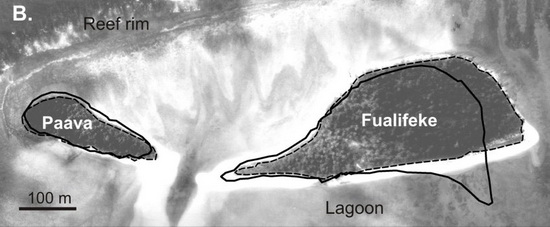 B.
Reef rim
Paava
Fualifeke
100 m
Lagoon